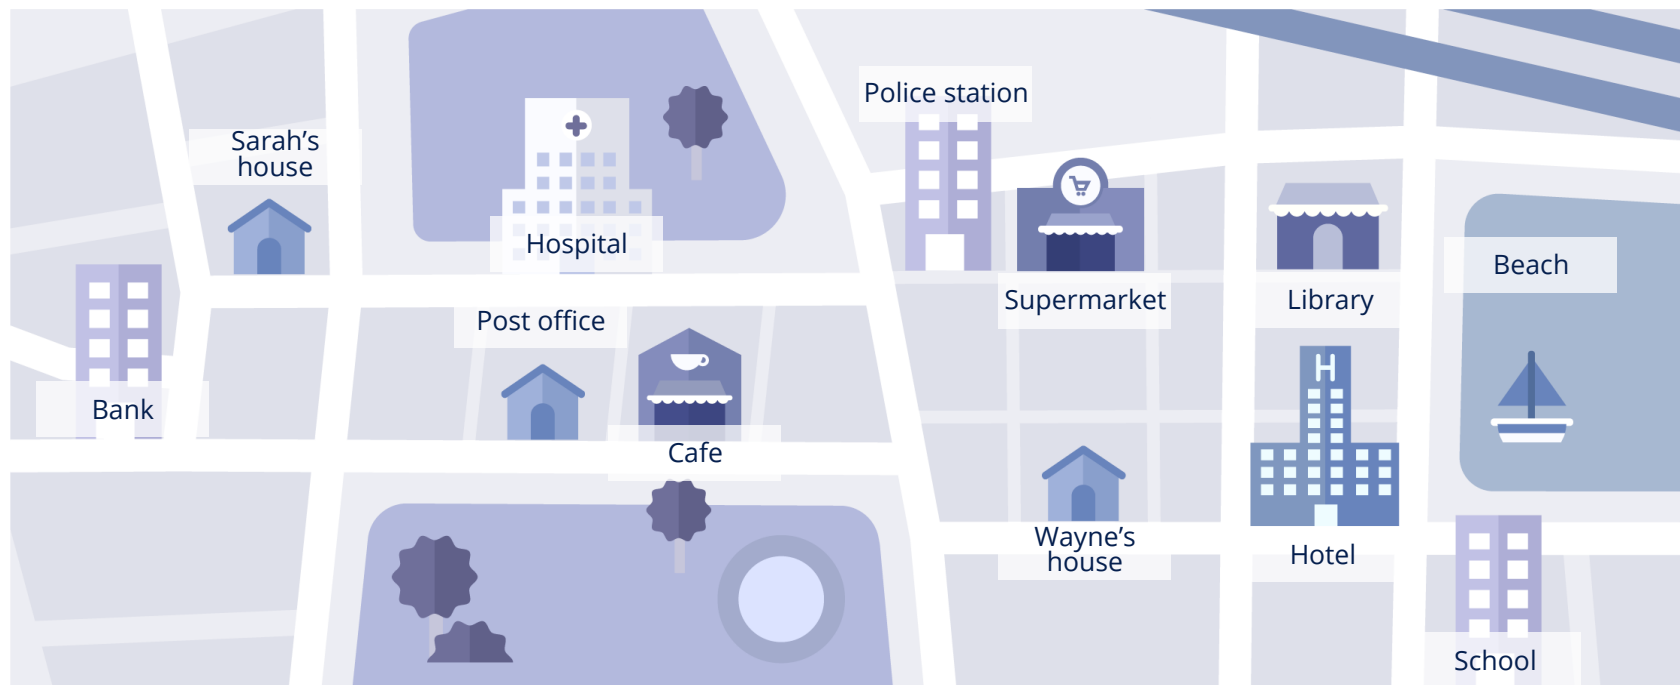 Police station
Sarah’s
house
Hospital
Beach
Supermarket
Library
Post office
H
Bank
Cafe
Wayne’s
house
Hotel
School